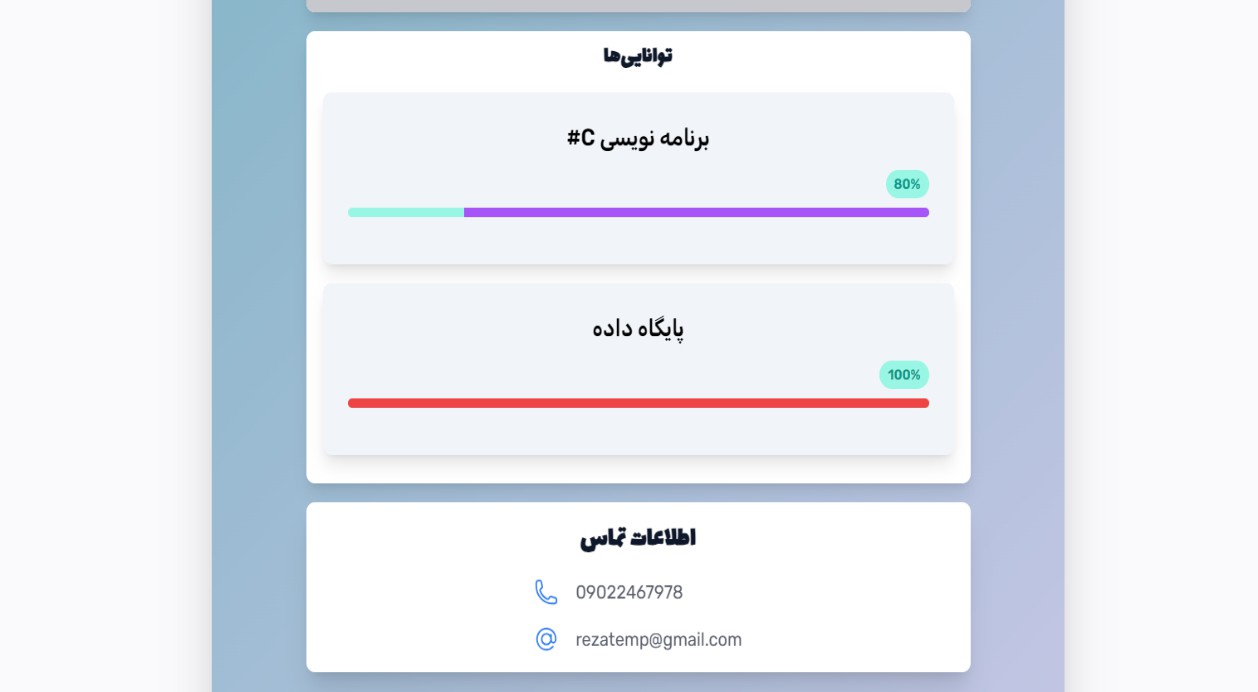 توانایی‌ها
برنامه نویسی C#
80%
پایگاه داده
100%
اطلاعات تماس
09022467978
rezatemp@gmail.com